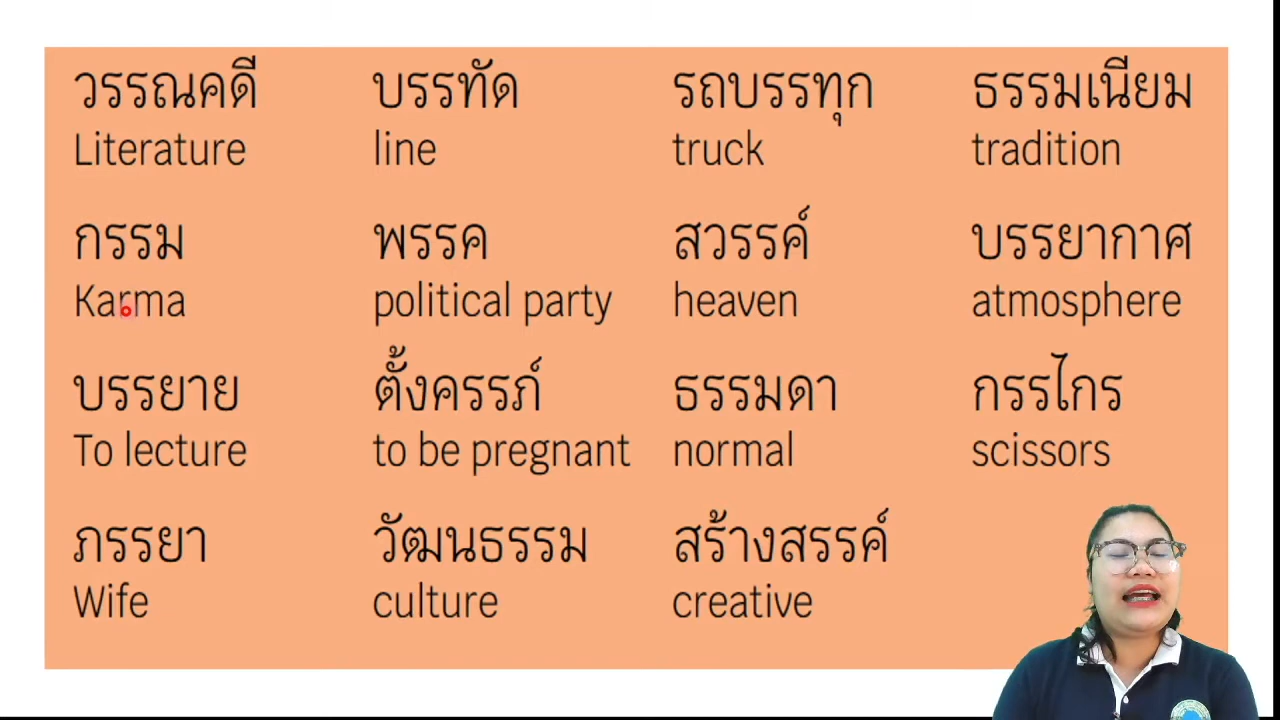 วรรณคดี บรรทัด รถบรรทุก ธรรมเนียม
Literature line truck tradition
กรรม พรรค สวรรค์ บรรยากาศ
Karma political party heaven atmosphere
บรรยาย ตั้งครรภ์ ธรรมดา กรรไกร
To lecture to be pregnant normal scissors
ภรรยา วัฒนธรรม สร้างสรรค์
Wife culture creative